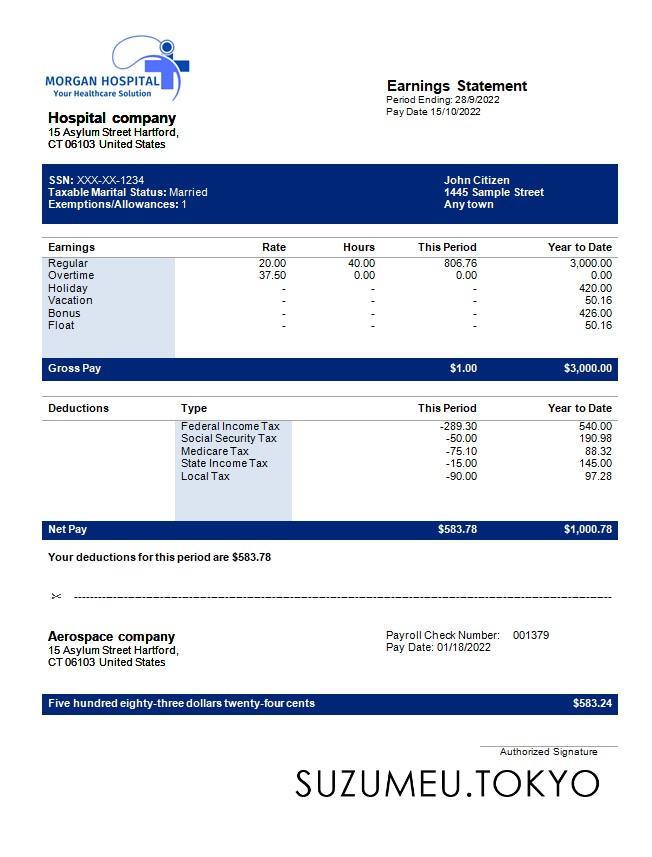 MORGAN HOSPITAL
Your Healthcare Solution
Earnings Statement
Period Ending: 28/9/2022
Pay Date 15/10/2022
Hospital company
15 Asylum Street Hartford,
CT 06103 United States
SSN: XXX-XX-1234 John Citizen
Taxable Marital Status: Married 1445 Sample Street
Exemptions/Allowances: 1 Any town
Earnings Rate Hours This Period Year to Date
Regular 20.00 40.00 806.76 3,000.00
Overtime 37.50 0.00 0.00 0.00
Holiday - - - 420.00
Vacation - - - 50.16
Bonus - - - 426.00
Float - - - 50.16
Gross Pay $1.00 $3,000.00
Deductions Type This Period Year to Date
Federal Income Tax -289.30 540.00
Social Security Tax -50.00 190.98
Medicare Tax -75.10 88.32
State Income Tax -15.00 145.00
Local Tax -90.00 97.28
Net Pay $583.78 $1,000.78
Your deductions for this period are $583.78
Aerospace company
15 Asylum Street Hartford,
CT 06103 United States
Payroll Check Number: 001379
Pay Date: 01/18/2022
Five hundred eighty-three dollars twenty-four cents $583.24
Authorized Signature
SUZUMEU.TOKYO